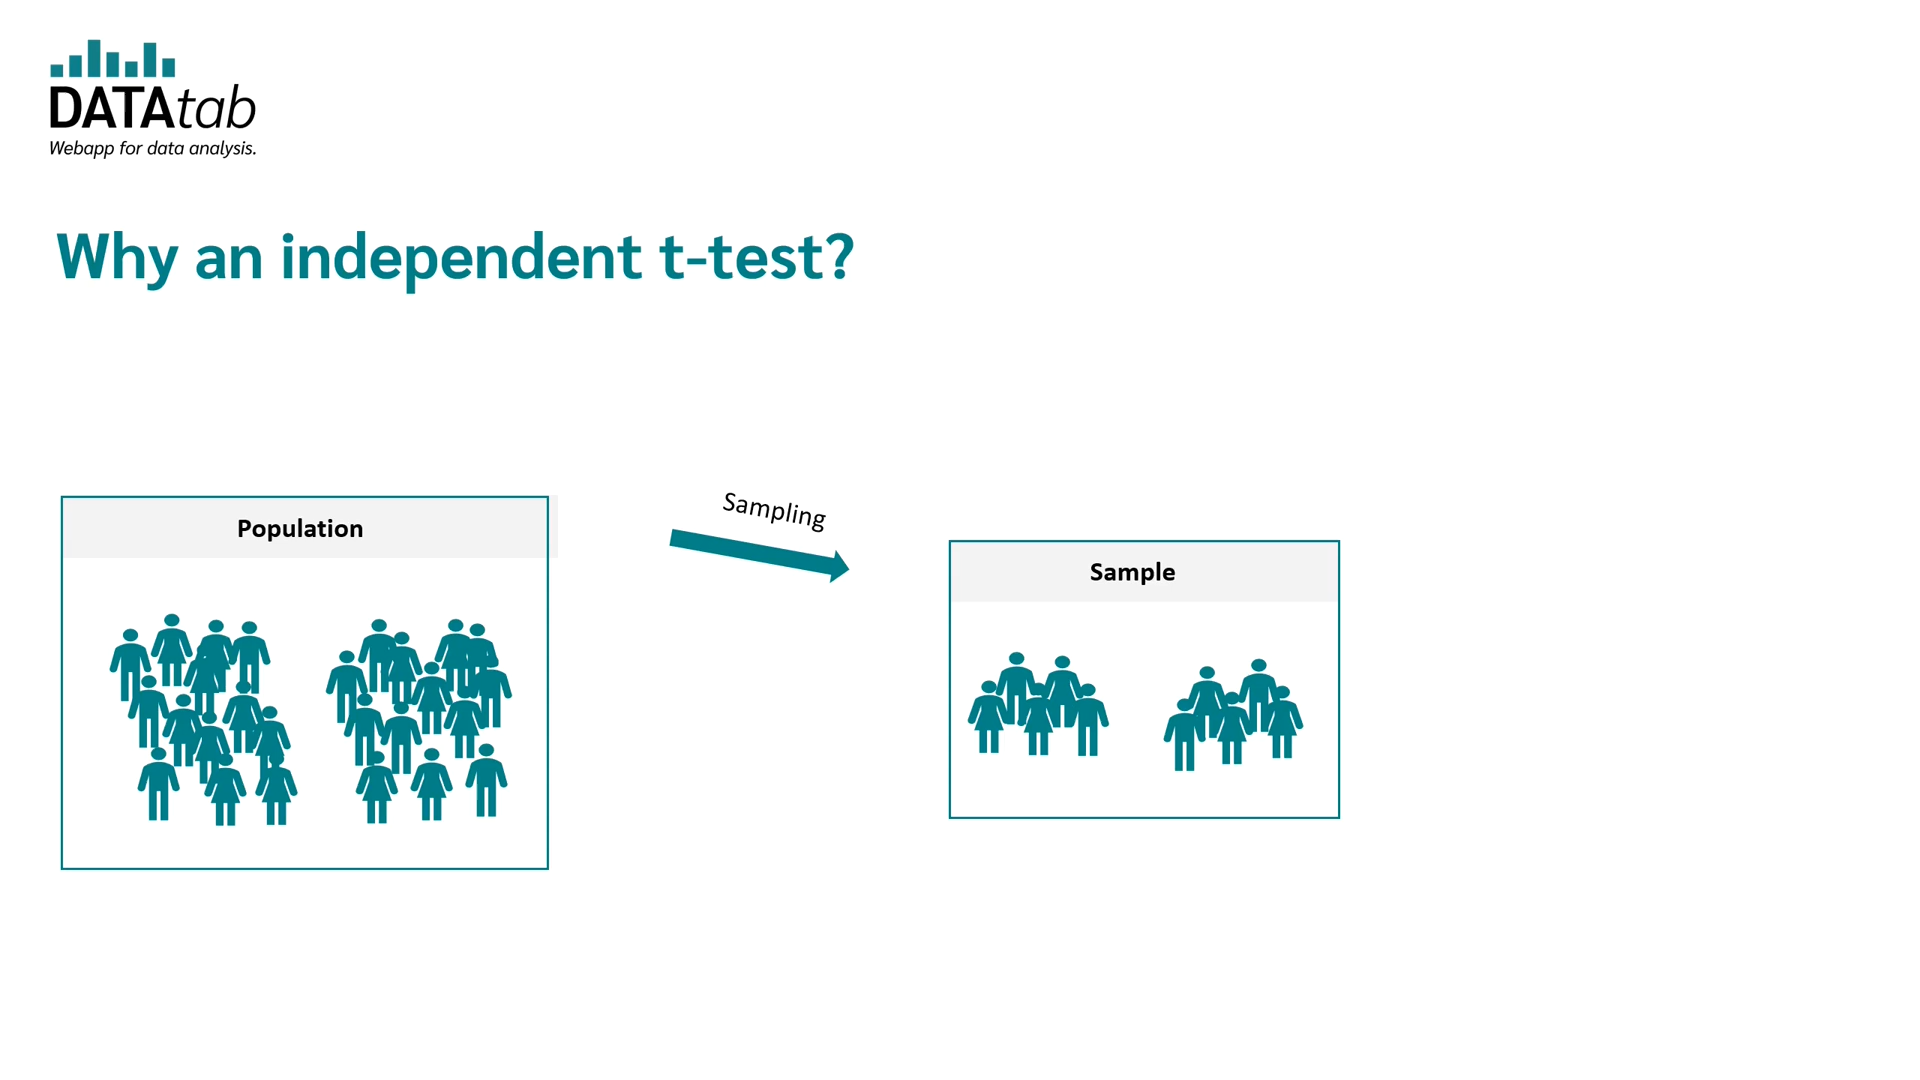 DATAtab
Webapp for data analysis.
Why an independent t-test?
Sampling
Population
Sample